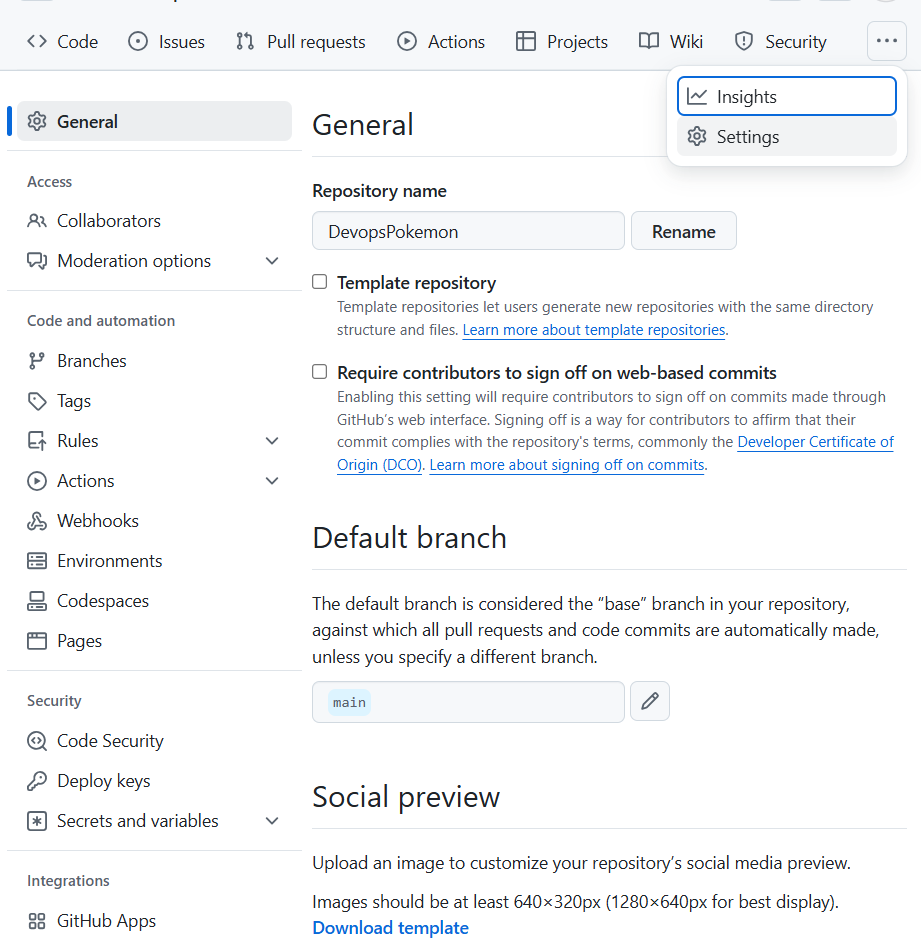 Code
Issues
Pull requests
Actions
Projects
Wiki
Security
Insights
Settings
General
Access
Collaborators
Moderation options
Code and automation
Branches
Tags
Rules
Actions
Webhooks
Environments
Codespaces
Pages
Security
Code Security
Deploy keys
Secrets and variables
Integrations
GitHub Apps
General
Repository name
DevopsPokemon
Rename
Template repository
Template repositories let users generate new repositories with the same directory
structure and files. Learn more about template repositories.
Require contributors to sign off on web-based commits
Enabling this setting will require contributors to sign off on commits made through
GitHub's web interface. Signing off is a way for contributors to affirm that their
commit complies with the repository's terms, commonly the Developer Certificate of
Origin (DCO). Learn more about signing off on commits.
Default branch
The default branch is considered the “base” branch in your repository,
against which all pull requests and code commits are automatically made,
unless you specify a different branch.
main
Social preview
Upload an image to customize your repository's social media preview.
Images should be at least 640×320px (1280×640px for best display).
Download template